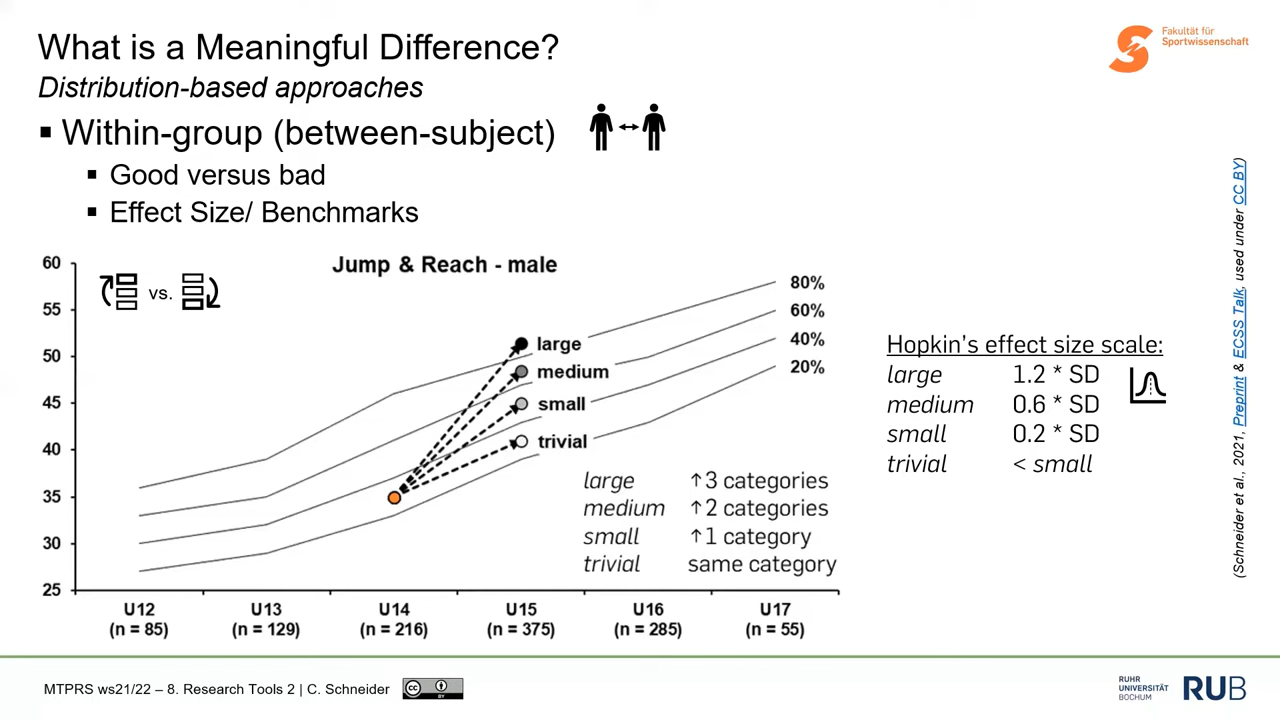 What is a Meaningful Difference?
Distribution-based approaches
Fakultät für
Sportwissenschaft
▪ Within-group (between-subject)
▪ Good versus bad
▪ Effect Size/ Benchmarks
Jump & Reach - male
vs.
60
55
50
45
40
35
30
25
80%
60%
40%
20%
large
medium
small
trivial
large ↑3 categories
medium ↑2 categories
small ↑1 category
trivial same category
U12 U13 U14 U15 U16 U17
(n = 85) (n = 129) (n = 216) (n = 375) (n = 285) (n = 55)
Hopkin's effect size scale:
large 1.2 * SD
medium 0.6 * SD
small 0.2 * SD
trivial < small
(Schneider et al., 2021, Preprint & ECSS Talk, used under CC BY)
MTPRS ws21/22 – 8. Research Tools 2 | C. Schneider
cc BY
RUHR
UNIVERSITÄT
BOCHUM
RUB